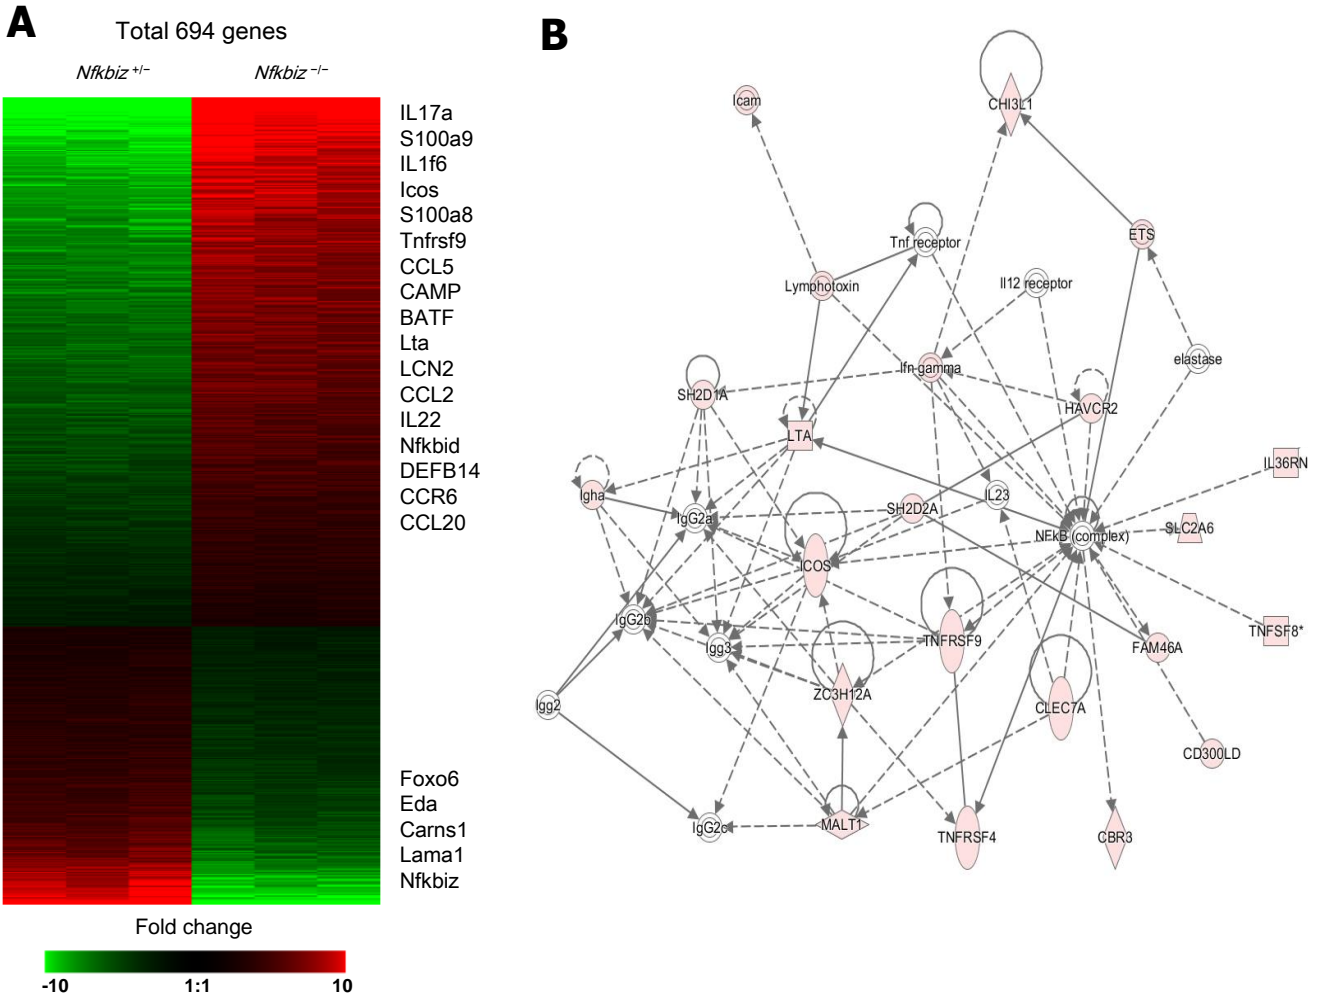 A
Total 694 genes
Nfkbiz +/−
Nfkbiz −/−
IL17a
S100a9
IL1f6
Icos
S100a8
Tnfrsf9
CCL5
CAMP
BATF
Lta
LCN2
CCL2
IL22
Nfkbid
DEFB14
CCR6
CCL20
Foxo6
Eda
Carns1
Lama1
Nfkbiz
Fold change
-10 1:1 10
B
Icam
CHI3L1
Tnf receptor
ETS
Lymphotoxin
Il12 receptor
Ifn gamma
elastase
SH2D1A
HAVCR2
LTA
IL36RN
Igha
IgG2a
SH2D2A
IL23
NFkB (complex)
SLC2A6
ICOS
IgG2b
Igg3
TNFRSF9
FAM46A
TNFSF8*
Igg2
ZC3H12A
CLEC7A
CD300LD
IgG2c
MALT1
TNFRSF4
CBR3